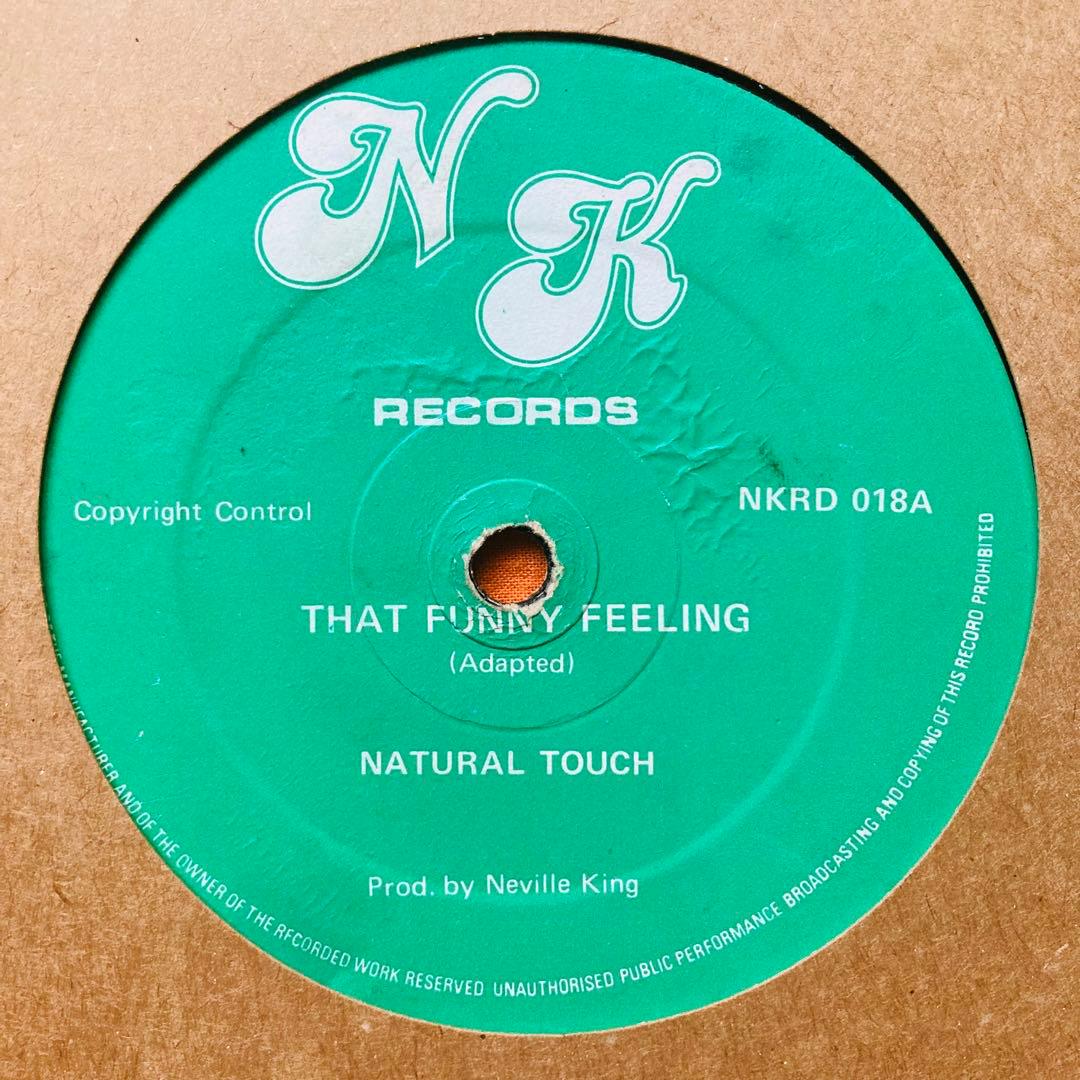 NK
RECORDS
Copyright Control
NKRD 018A
THAT FUNNY FEELING
(Adapted)
NATURAL TOUCH
Prod. by Neville King
MANUFACTURER AND OF THE OWNER OF THE RECORDED WORK RESERVED UNAUTHORISED PUBLIC PERFORMANCE BROADCASTING AND COPYING OF THIS RECORD PROHIBITED